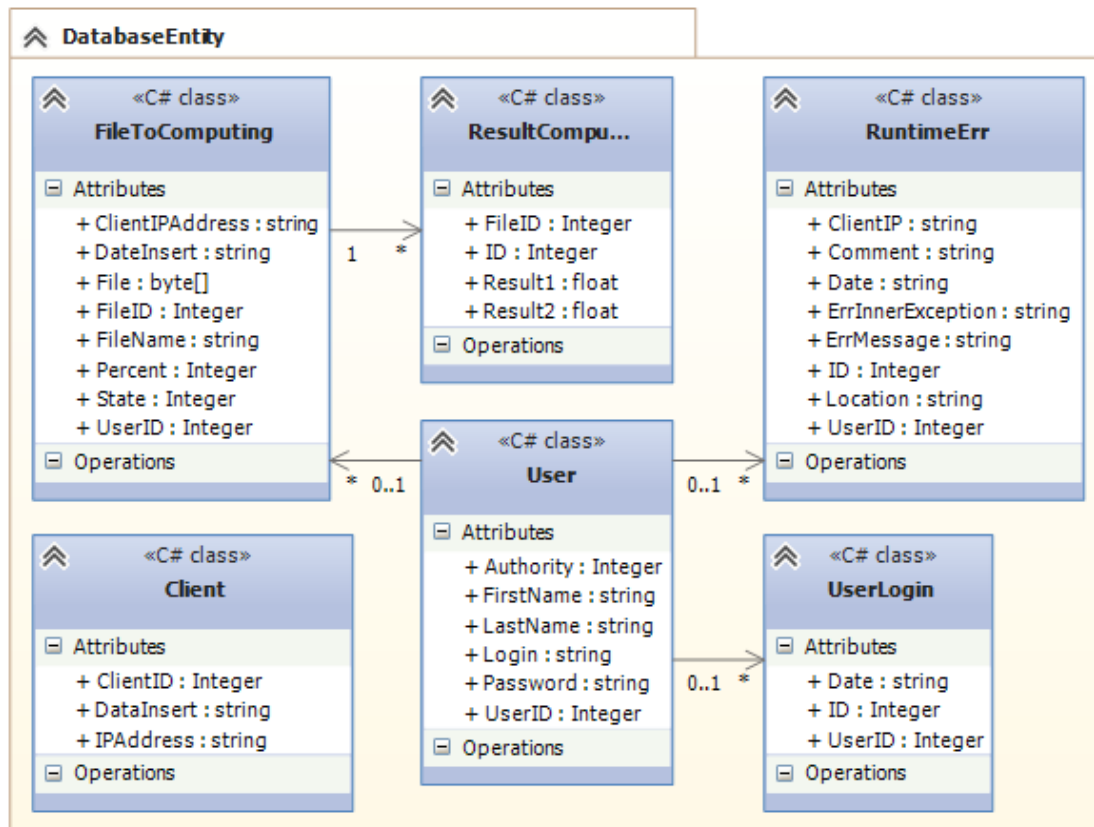 DatabaseEntity
«C# class»
FileToComputing
Attributes
+ ClientIPAddress : string
+ DateInsert : string
+ File : byte[]
+ FileID : Integer
+ FileName : string
+ Percent : Integer
+ State : Integer
+ UserID : Integer
Operations
1 *
«C# class»
ResultCompu...
Attributes
+ FileID : Integer
+ ID : Integer
+ Result1 : float
+ Result2 : float
Operations
«C# class»
RuntimeErr
Attributes
+ ClientIP : string
+ Comment : string
+ Date : string
+ ErrInnerException : string
+ ErrMessage : string
+ ID : Integer
+ Location : string
+ UserID : Integer
Operations
* 0..1
«C# class»
User
Attributes
+ Authority : Integer
+ FirstName : string
+ LastName : string
+ Login : string
+ Password : string
+ UserID : Integer
Operations
0..1 *
0..1 *
«C# class»
Client
Attributes
+ ClientID : Integer
+ DataInsert : string
+ IPAddress : string
Operations
«C# class»
UserLogin
Attributes
+ Date : string
+ ID : Integer
+ UserID : Integer
Operations